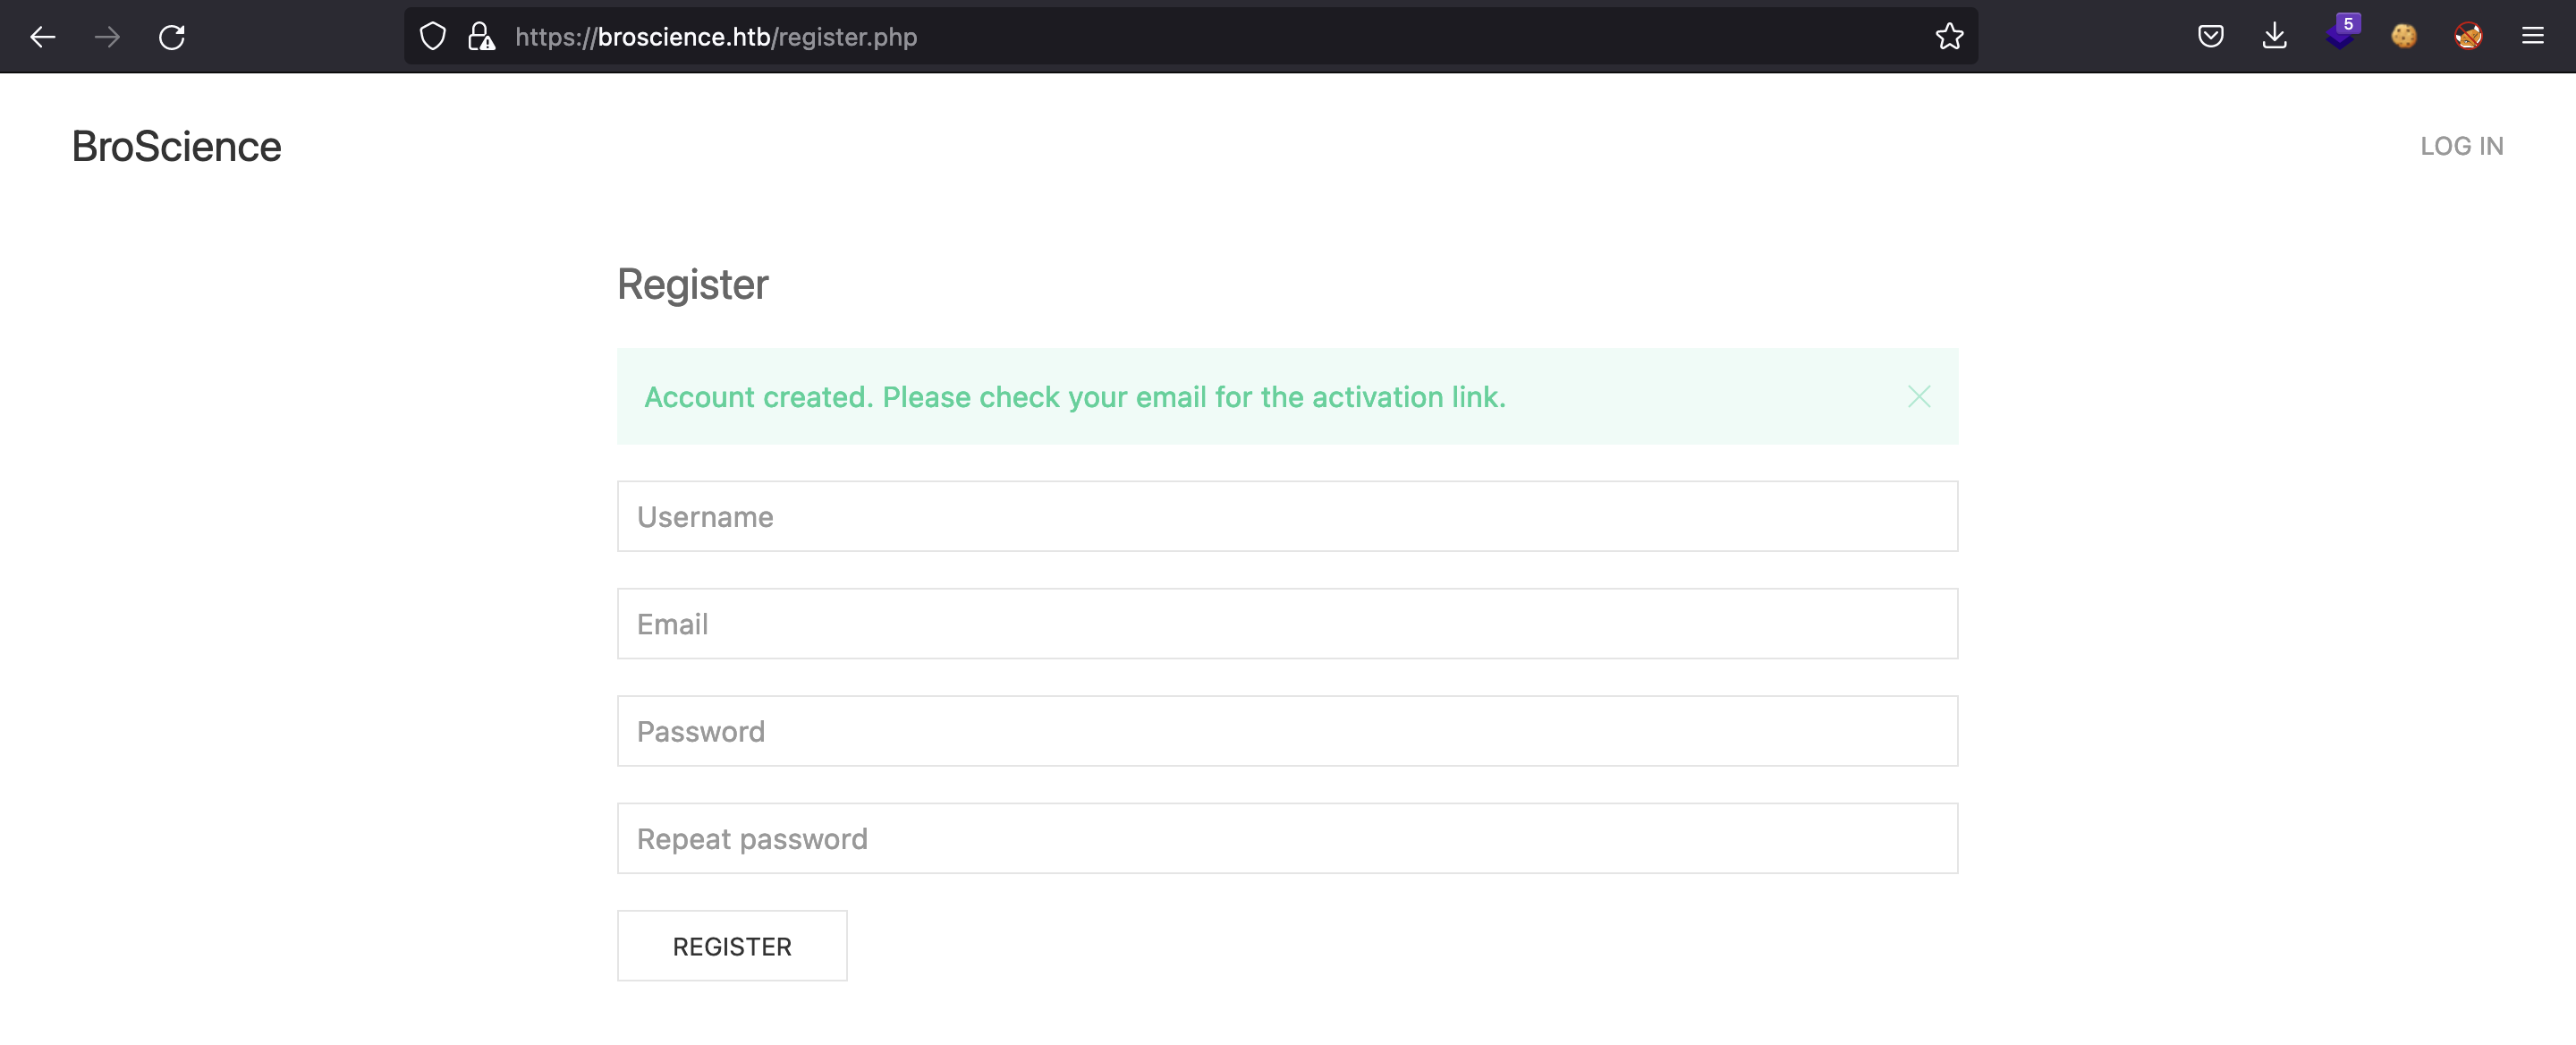 https://broscience.htb/register.php
5
BroScience
LOG IN
Register
Account created. Please check your email for the activation link.
Username
Email
Password
Repeat password
REGISTER